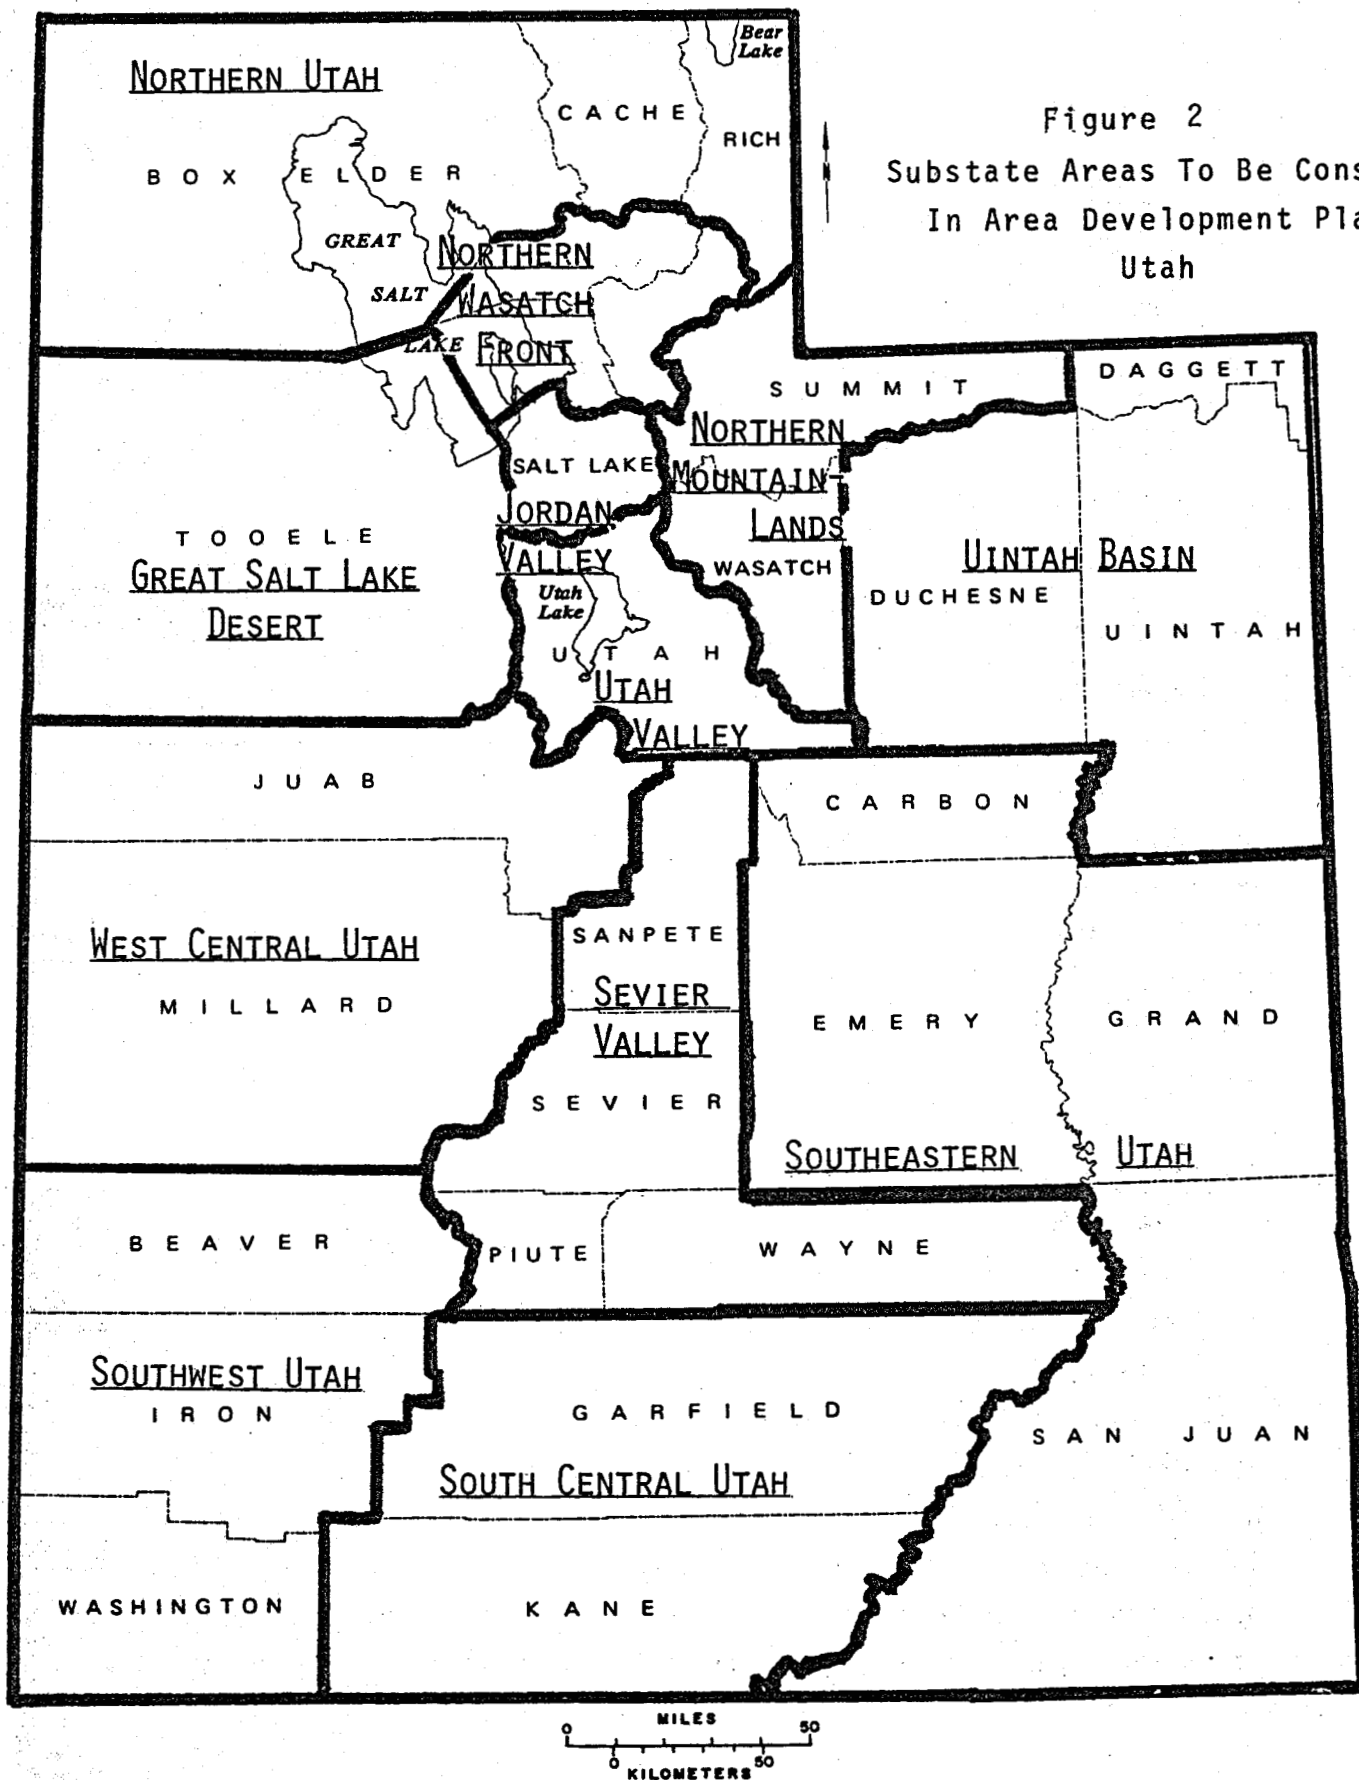 Bear
Lake
NORTHERN UTAH
CACHE
RICH
Figure 2
Substate Areas To Be Cons
In Area Development Pla
Utah
N
BOX ELDER
GREAT
SALT
LAKE
NORTHERN
WASATCH
FRONT
SUMMIT
DAGGETT
NORTHERN
MOUNTAIN-
LANDS
SALT LAKE
JORDAN
VALLEY
TOOELE
GREAT SALT LAKE
DESERT
WASATCH
UINTAH BASIN
DUCHESNE
UINTAH
Utah
Lake
UTAH
UTAH
VALLEY
JUAB
CARBON
WEST CENTRAL UTAH
MILLARD
SANPETE
SEVIER
VALLEY
SEVIER
EMERY
GRAND
SOUTHEASTERN UTAH
BEAVER
PIUTE
WAYNE
SOUTHWEST UTAH
IRON
GARFIELD
SAN JUAN
SOUTH CENTRAL UTAH
WASHINGTON
KANE
MILES
0 50
0 50
KILOMETERS